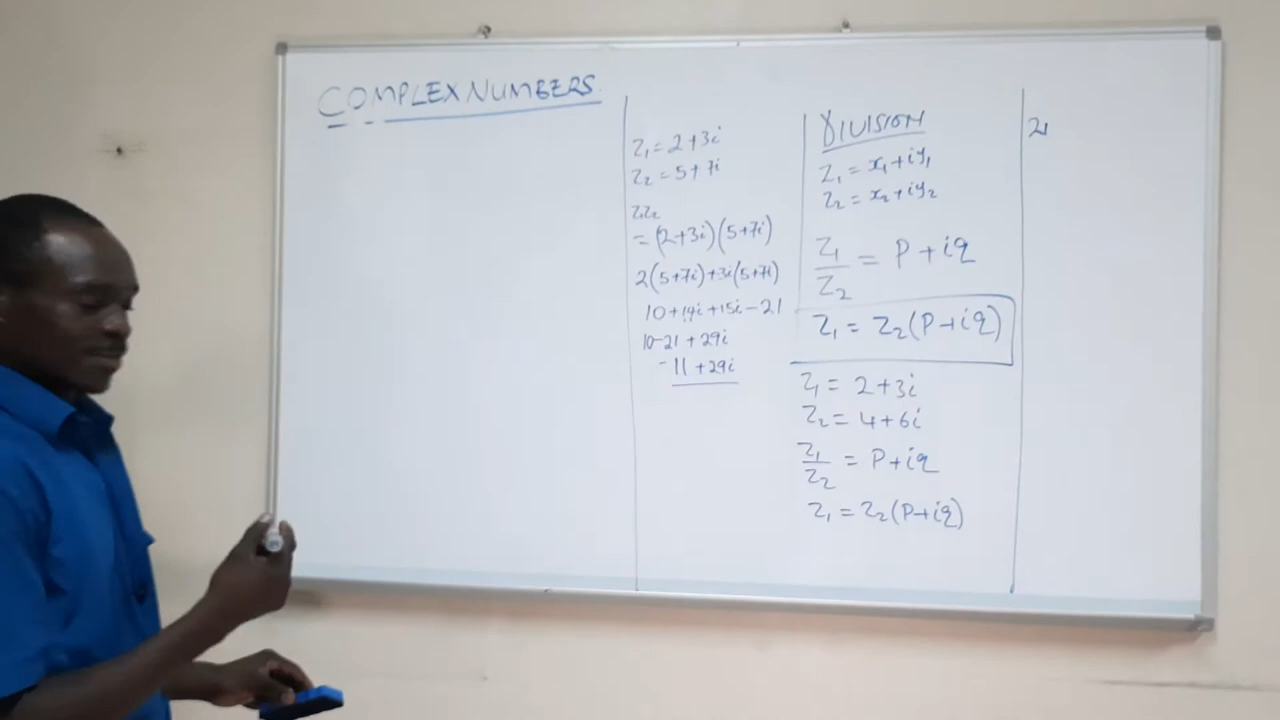 COMPLEX NUMBERS
Z₁ = 2+3i
Z₂ = 5+7i
Z₁Z₂
= (2+3i)(5+7i)
2(5+7i)+3i(5+7i)
10+14i+15i-21
10-21+29i
-11+29i
DIVISION
Z₁ = x₁+iy₁
Z₂ = x₂+iy₂
Z₁/Z₂ = P+iq
Z₁ = Z₂(P+iq)
Z₁ = 2+3i
Z₂ = 4+6i
Z₁/Z₂ = P+iq
Z₁ = Z₂(P+iq)
Z₁